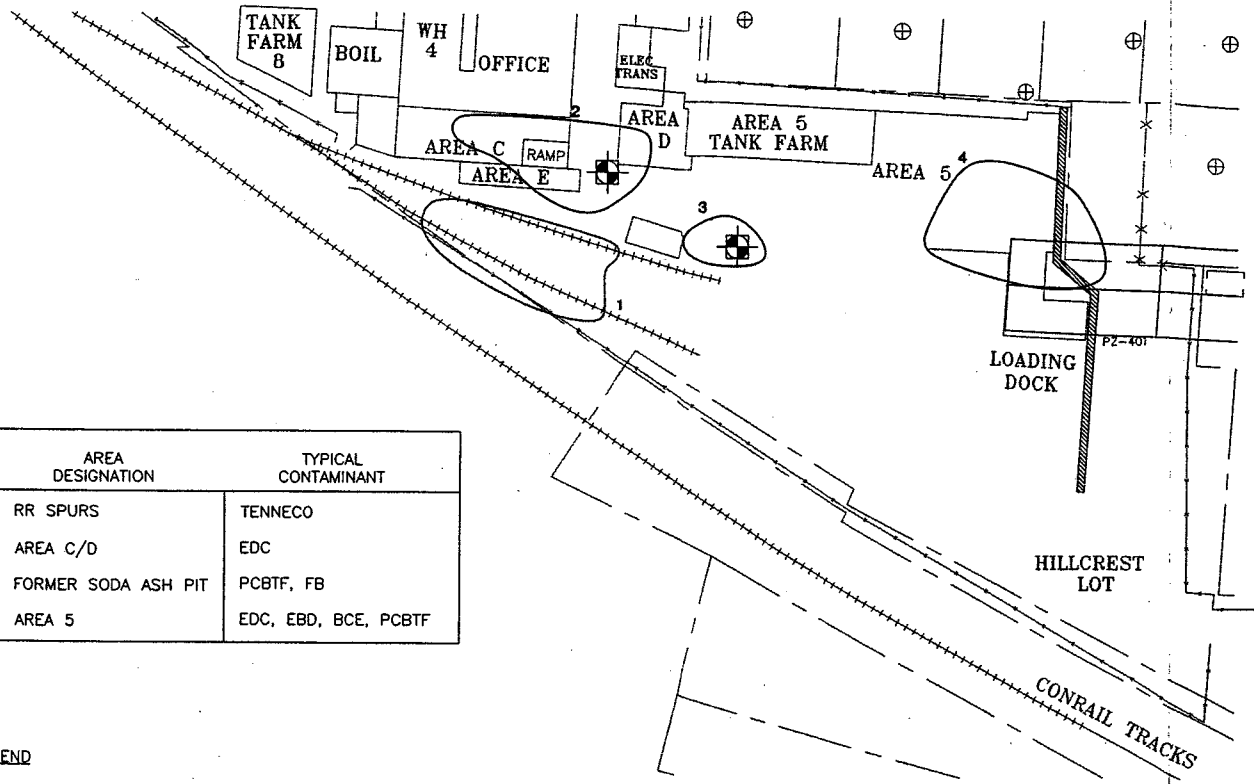 TANK
FARM
8
BOIL
WH
4
OFFICE
ELEC
TRANS
2
AREA
D
AREA 5
TANK FARM
AREA C
RAMP
AREA E
AREA 5
4
3
1
PZ-401
LOADING
DOCK
AREA
DESIGNATION
TYPICAL
CONTAMINANT
RR SPURS
TENNECO
AREA C/D
EDC
FORMER SODA ASH PIT
PCBTF, FB
AREA 5
EDC, EBD, BCE, PCBTF
HILLCREST
LOT
CONRAIL TRACKS
END